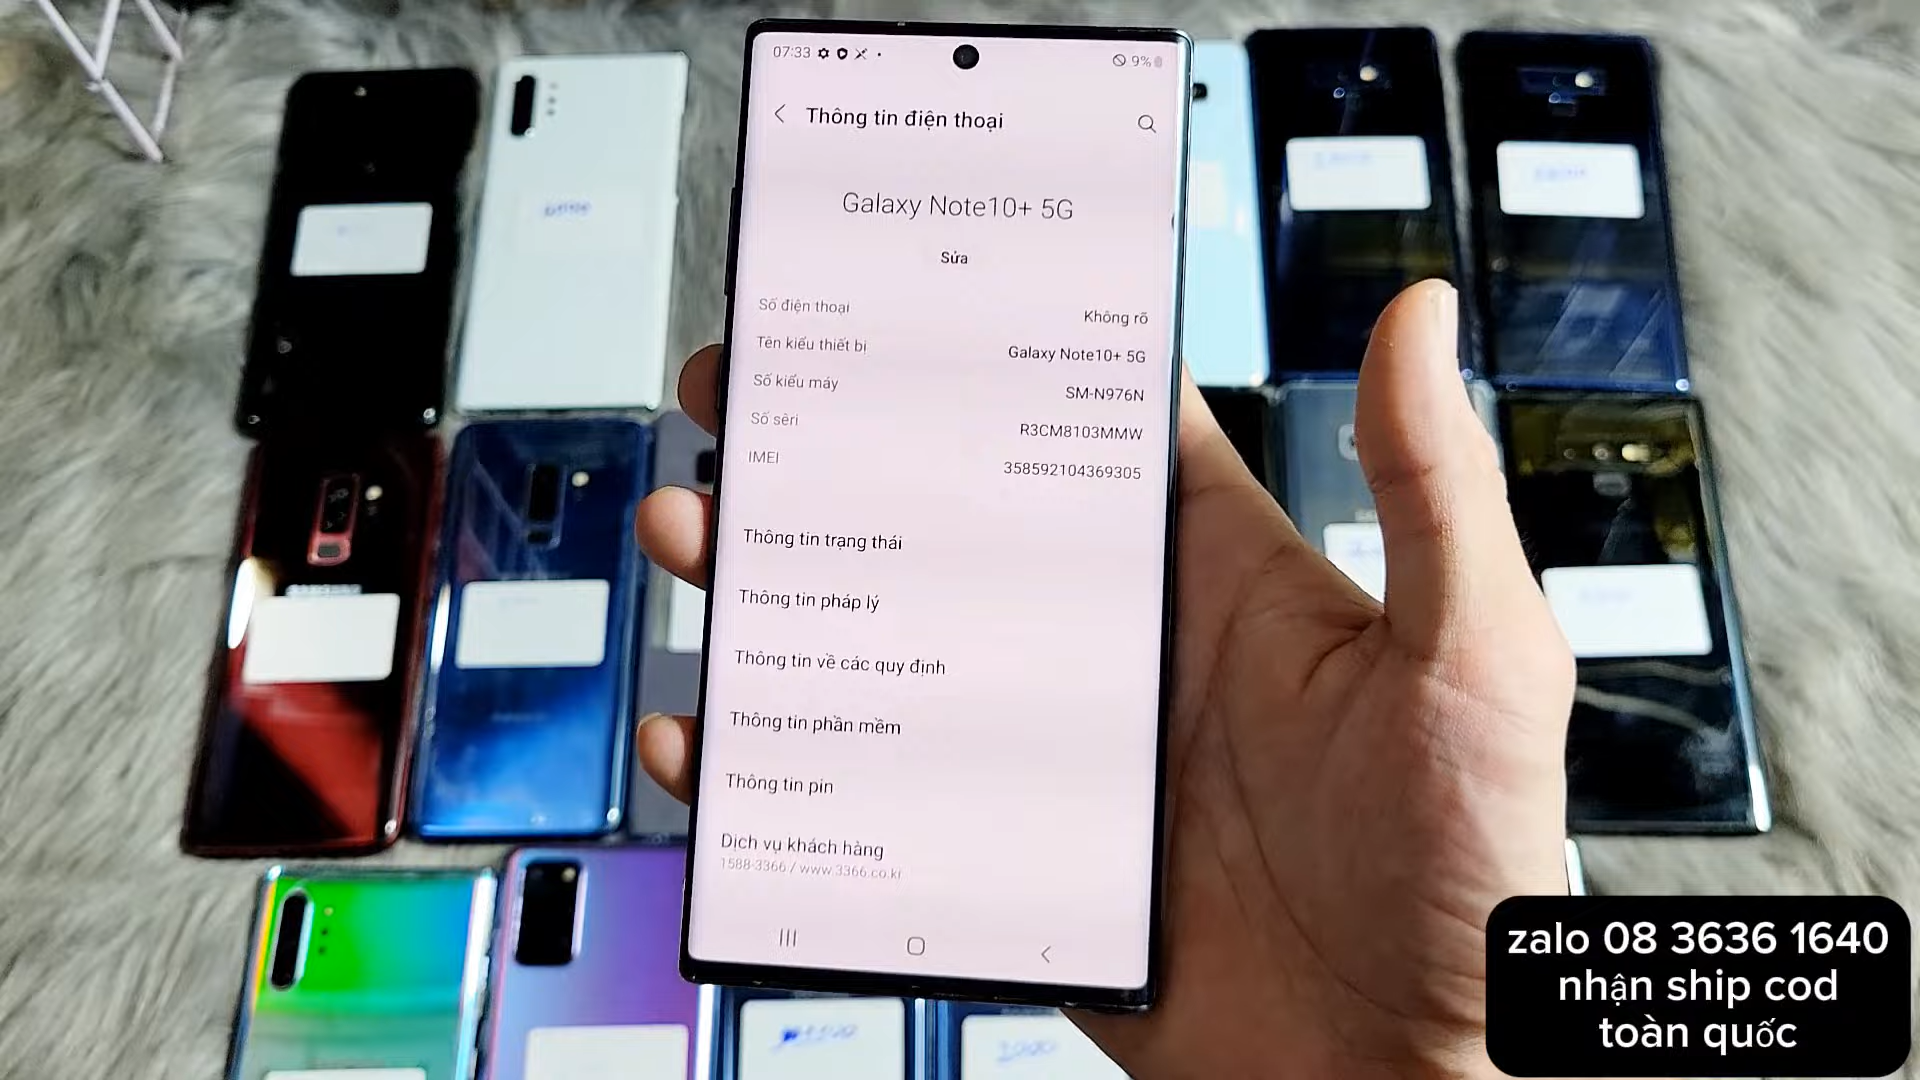 07:33
9%
Thông tin điện thoại
Galaxy Note10+ 5G
Sửa
Số điện thoại
Không rõ
Tên kiểu thiết bị
Galaxy Note10+ 5G
Số kiểu máy
SM-N976N
Số sêri
R3CM8103MMW
IMEI
358592104369305
Thông tin trạng thái
Thông tin pháp lý
Thông tin về các quy định
Thông tin phần mềm
Thông tin pin
Dịch vụ khách hàng
1588-3366 / www.3366.co.kr
zalo 08 3636 1640
nhận ship cod
toàn quốc